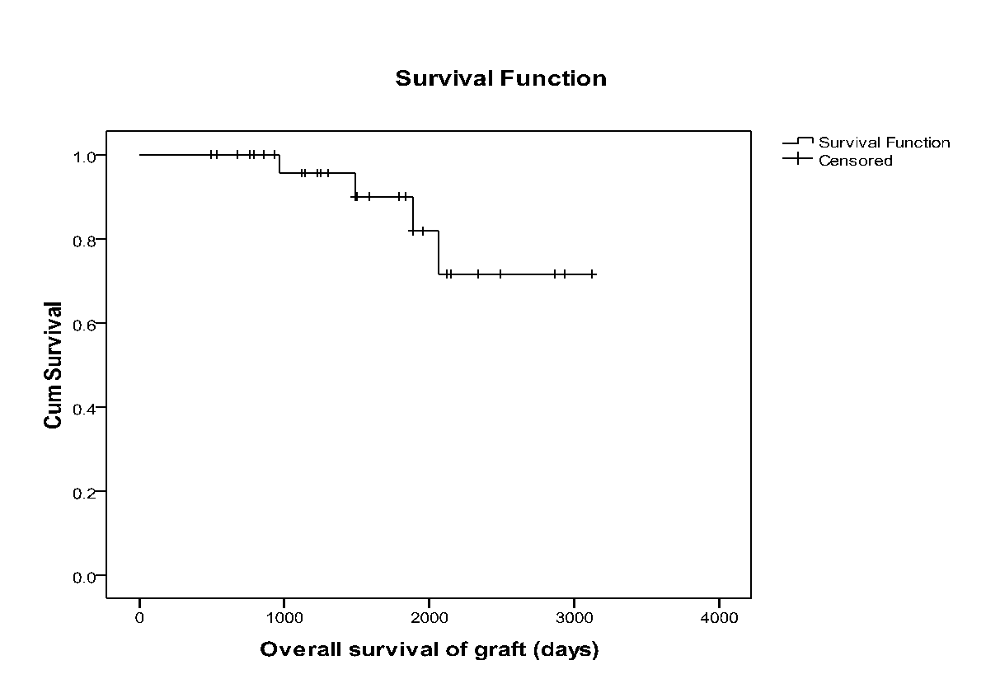 Survival Function
Survival Function
Censored
1.0
0.8
0.6
0.4
0.2
0.0
Cum Survival
0 1000 2000 3000 4000
Overall survival of graft (days)